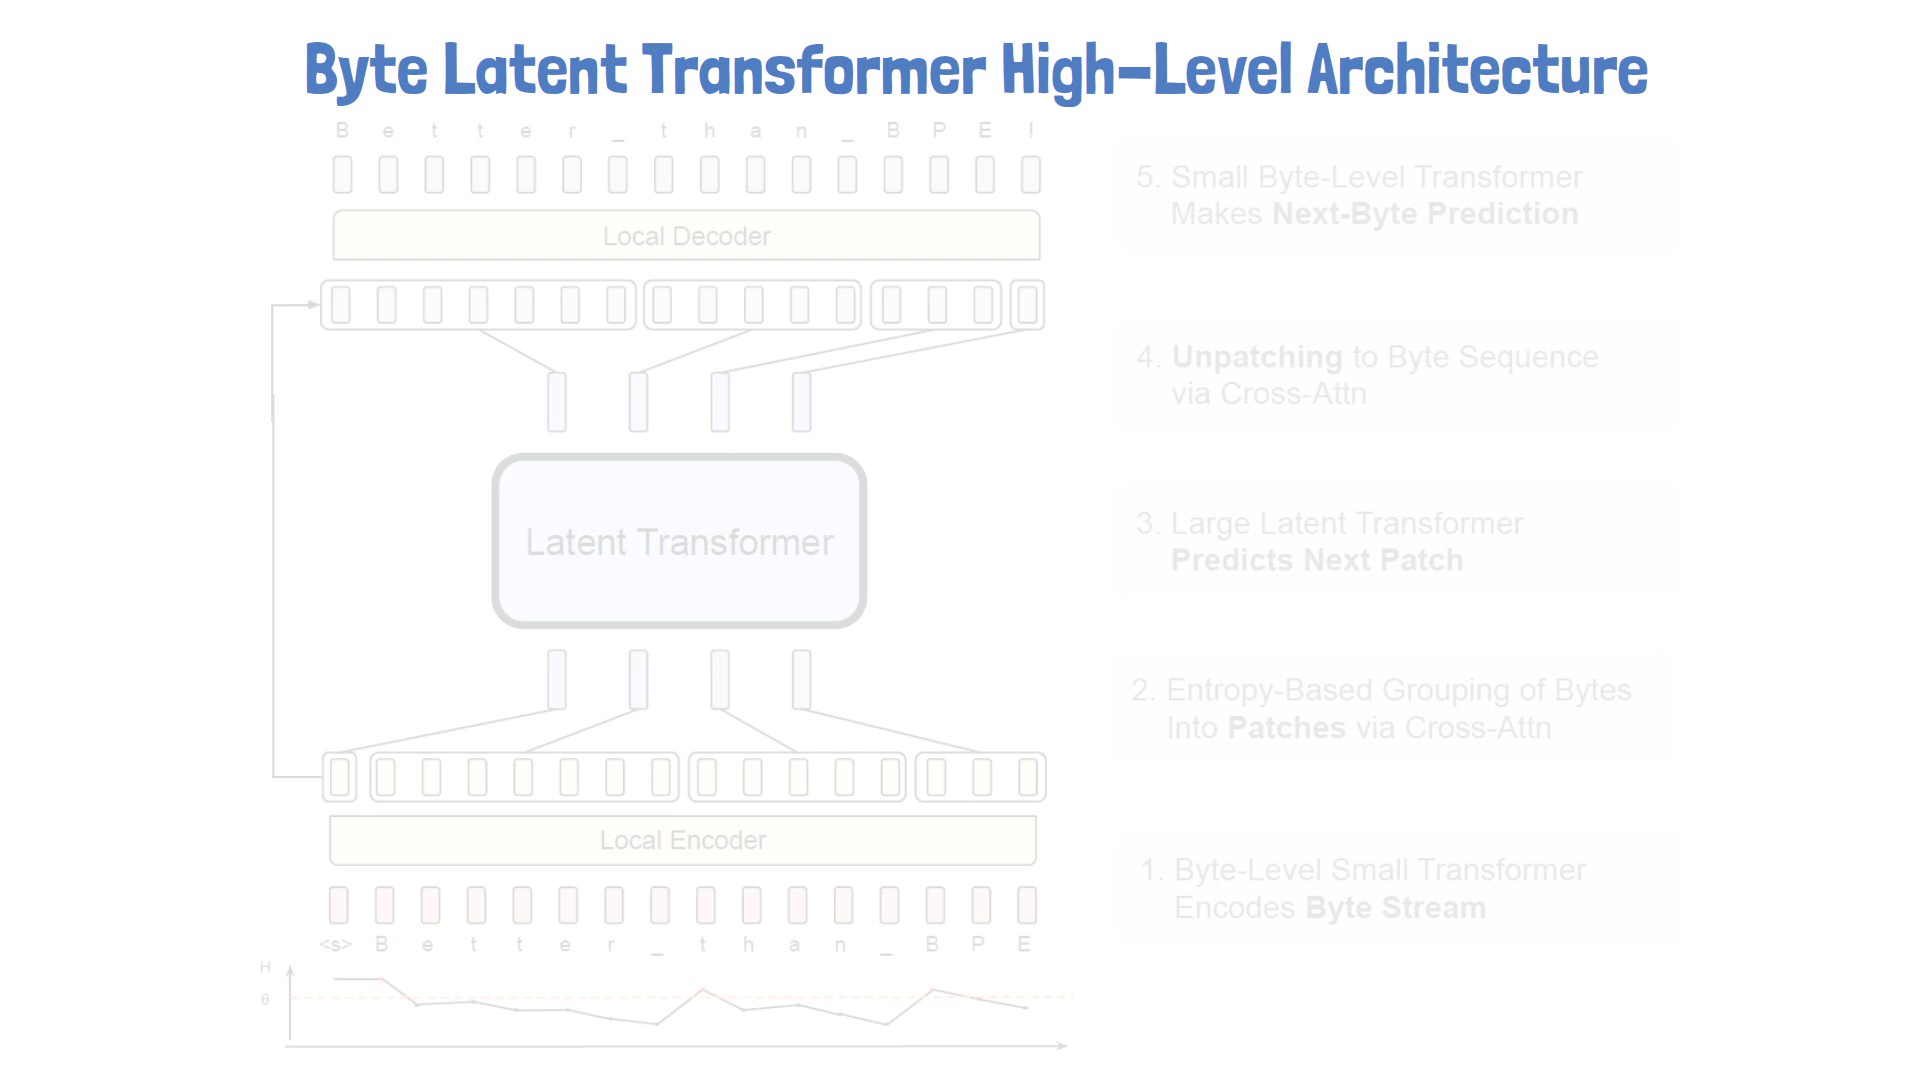 Byte Latent Transformer High-Level Architecture
B e t t e r _ t h a n _ B P E !
5. Small Byte-Level Transformer
Makes Next-Byte Prediction
Local Decoder
4. Unpatching to Byte Sequence
via Cross-Attn
Latent Transformer
3. Large Latent Transformer
Predicts Next Patch
2. Entropy-Based Grouping of Bytes
Into Patches via Cross-Attn
Local Encoder
1. Byte-Level Small Transformer
Encodes Byte Stream
<s> B e t t e r _ t h a n _ B P E
H
θ